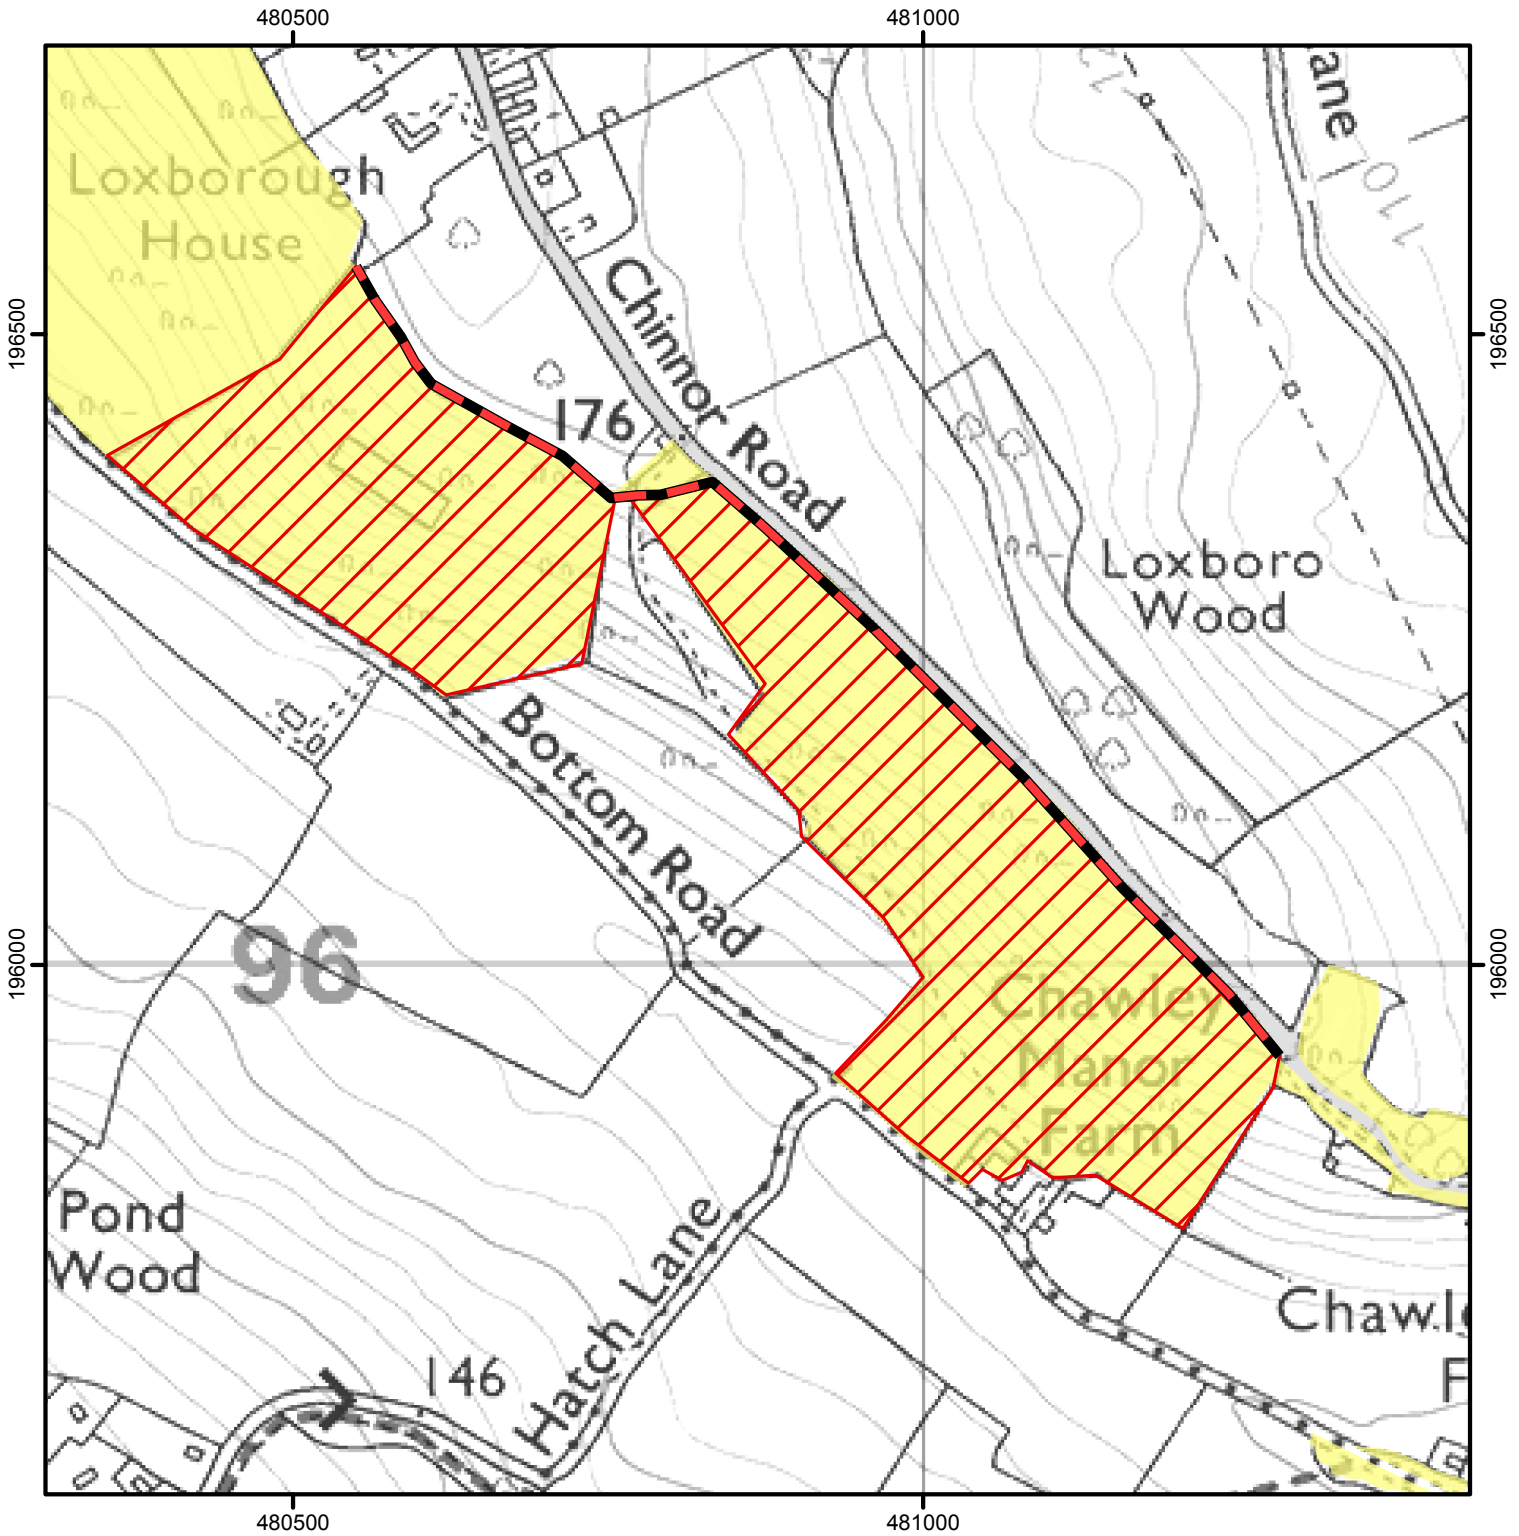 480500
481000
Lane
110
Loxborough
House
Chinnor Road
196500
196500
176
Loxboro
Wood
Bottom Road
96
196000
196000
Chawley
Manor
Farm
Pond
Wood
Hatch Lane
146
480500
481000